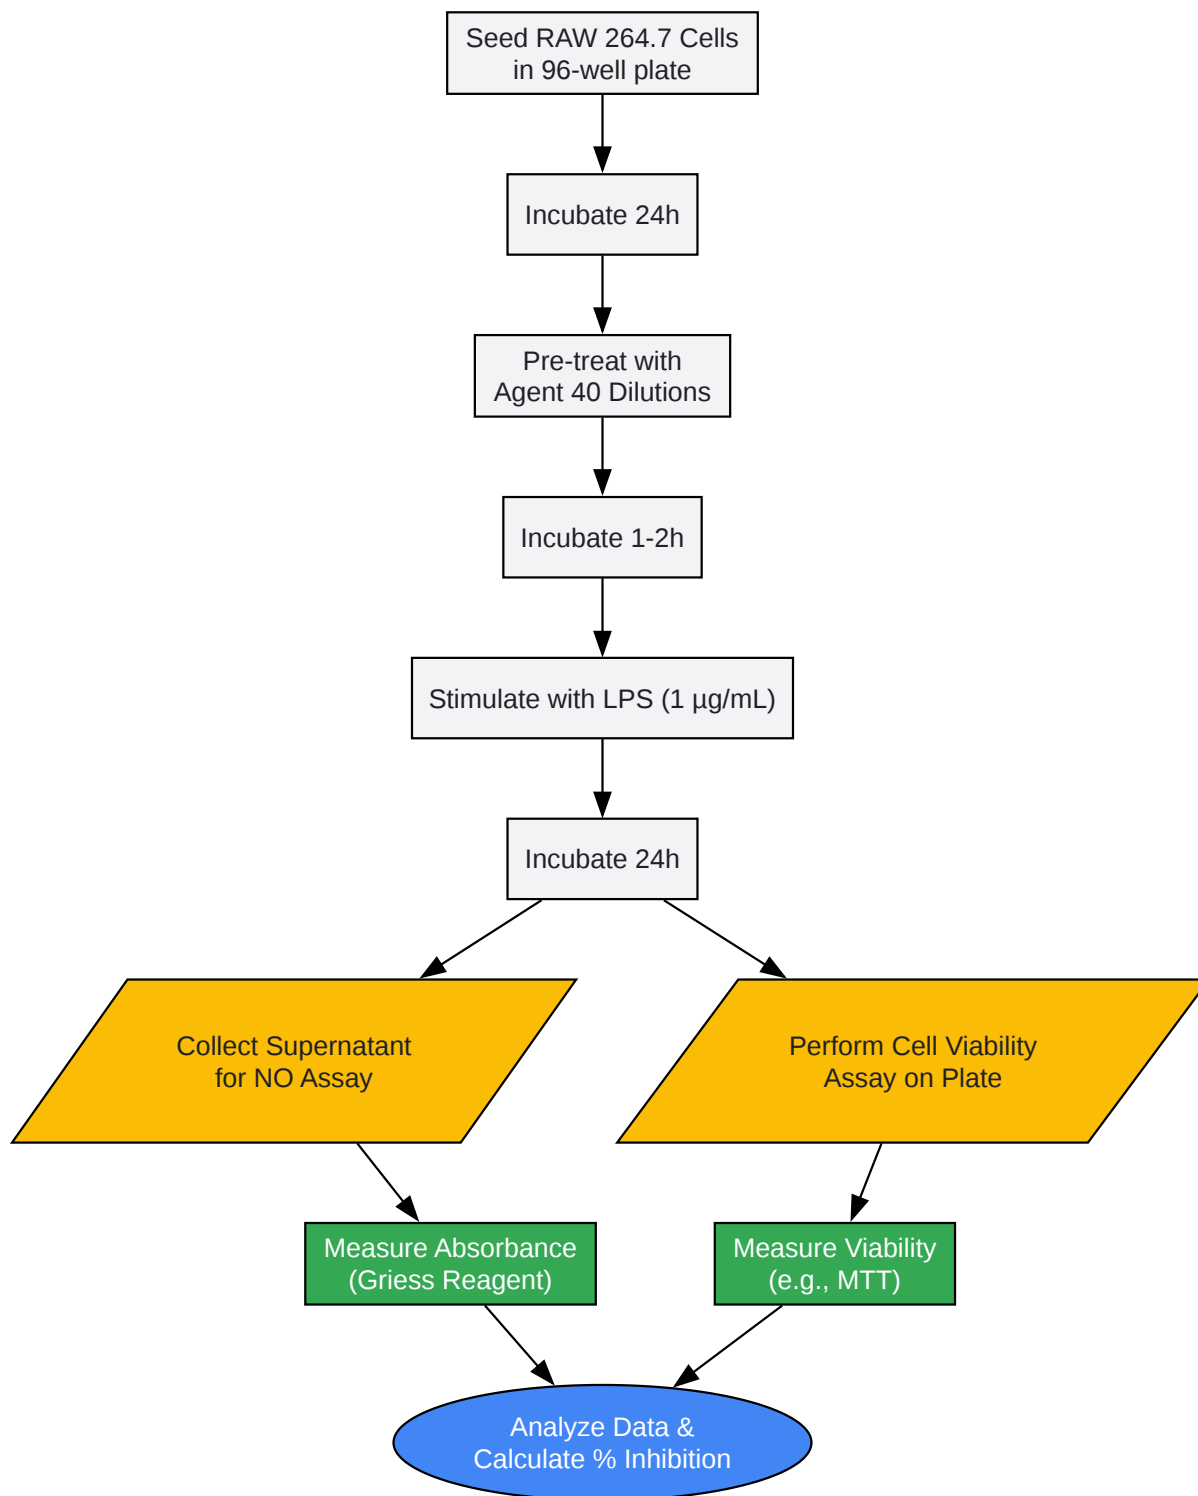 Seed RAW 264.7 Cells
in 96-well plate
Incubate 24h
Pre-treat with
Agent 40 Dilutions
Incubate 1-2h
Stimulate with LPS (1 µg/mL)
Incubate 24h
Collect Supernatant
for NO Assay
Perform Cell Viability
Assay on Plate
Measure Absorbance
(Griess Reagent)
Measure Viability
(e.g., MTT)
Analyze Data &
Calculate % Inhibition